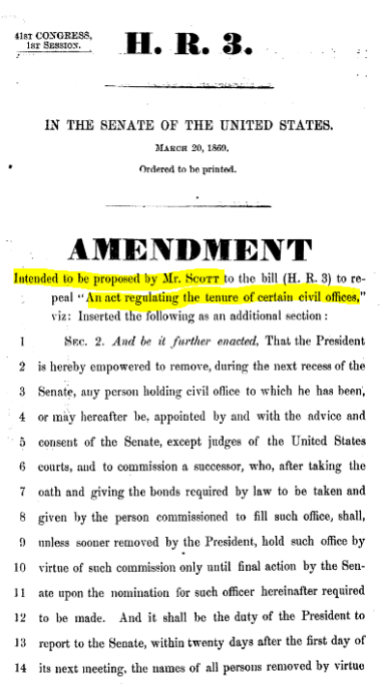 41ST CONGRESS,
1ST SESSION.
H. R. 3.
IN THE SENATE OF THE UNITED STATES.
MARCH 20, 1869.
Ordered to be printed.
AMENDMENT
Intended to be proposed by Mr. SCOTT to the bill (H. R. 3) to re-
peal "An act regulating the tenure of certain civil offices,"
viz: Inserted the following as an additional section:
1 SEC. 2. And be it further enacted, That the President
2 is hereby empowered to remove, during the next recess of the
3 Senate, any person holding civil office to which he has been,
4 or may hereafter be, appointed by and with the advice and
5 consent of the Senate, except judges of the United States
6 courts, and to commission a successor, who, after taking the
7 oath and giving the bonds required by law to be taken and
8 given by the person commissioned to fill such office, shall,
9 unless sooner removed by the President, hold such office by
10 virtue of such commission only until final action by the Sen-
11 ate upon the nomination for such officer hereinafter required
12 to be made. And it shall be the duty of the President to
13 report to the Senate, within twenty days after the first day of
14 its next meeting, the names of all persons removed by virtue